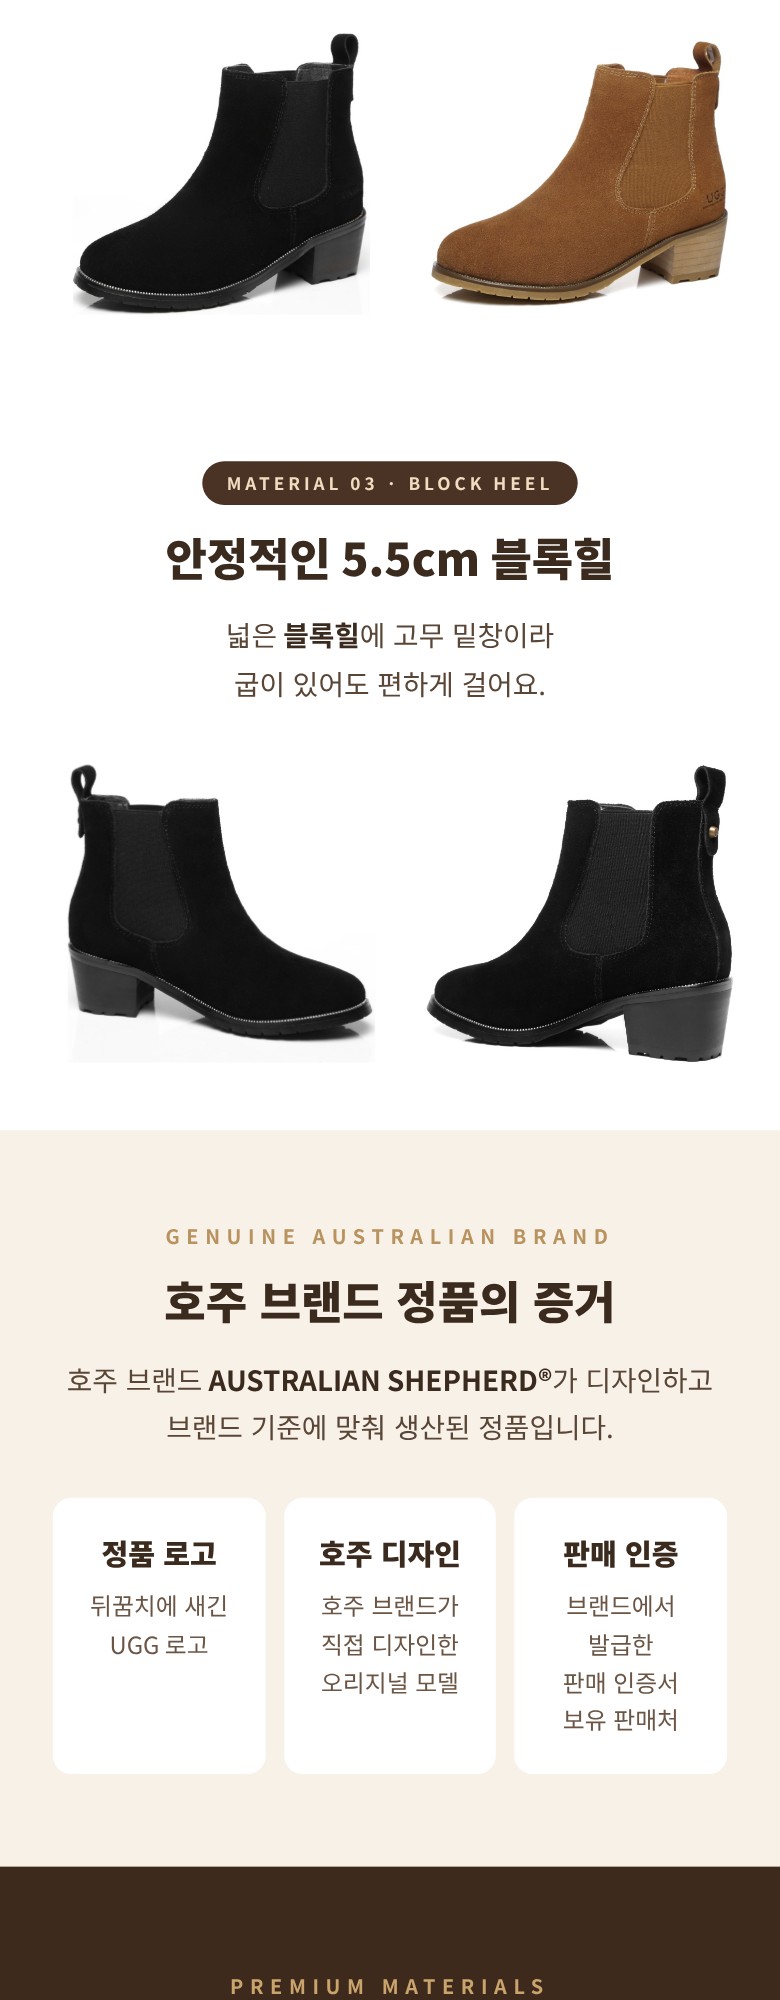 UGG
MATERIAL 03 · BLOCK HEEL
안정적인 5.5cm 블록힐
넓은 블록힐에 고무 밑창이라
굽이 있어도 편하게 걸어요.
GENUINE AUSTRALIAN BRAND
호주 브랜드 정품의 증거
호주 브랜드 AUSTRALIAN SHEPHERD®가 디자인하고
브랜드 기준에 맞춰 생산된 정품입니다.
정품 로고
뒤꿈치에 새긴
UGG 로고
호주 디자인
호주 브랜드가
직접 디자인한
오리지널 모델
판매 인증
브랜드에서
발급한
판매 인증서
보유 판매처
PREMIUM MATERIALS